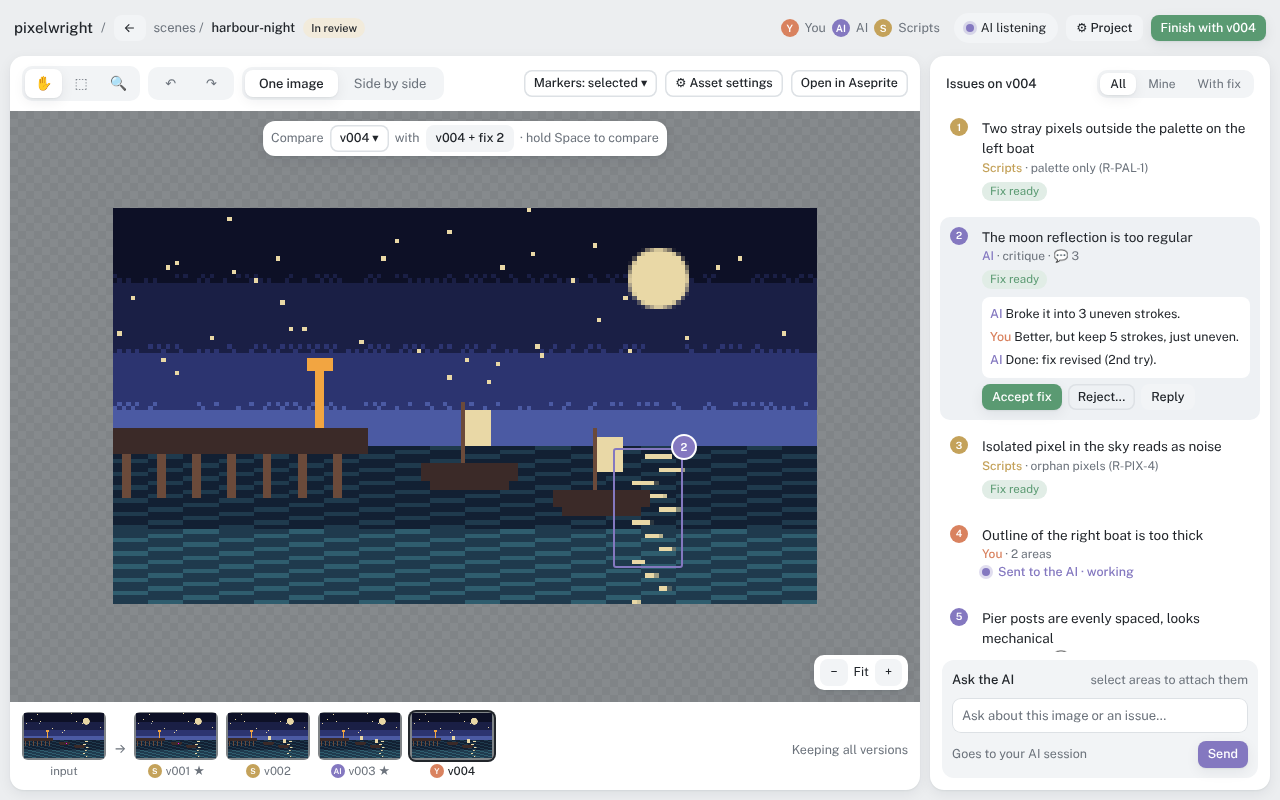 pixelwright / ← scenes / harbour-night In review
Y You AI AI S Scripts AI listening ⚙ Project Finish with v004
One image Side by side Markers: selected ▾ ⚙ Asset settings Open in Aseprite
Compare v004 ▾ with v004 + fix 2 · hold Space to compare
2
− Fit +
→
input S v001 ★ S v002 AI v003 ★ Y v004
Keeping all versions
Issues on v004 All Mine With fix
1 Two stray pixels outside the palette on the
left boat
Scripts · palette only (R-PAL-1)
Fix ready
2 The moon reflection is too regular
AI · critique · 💬 3
Fix ready
AI Broke it into 3 uneven strokes.
You Better, but keep 5 strokes, just uneven.
AI Done: fix revised (2nd try).
Accept fix Reject... Reply
3 Isolated pixel in the sky reads as noise
Scripts · orphan pixels (R-PIX-4)
Fix ready
4 Outline of the right boat is too thick
You · 2 areas
Sent to the AI · working
5 Pier posts are evenly spaced, looks
mechanical
Ask the AI select areas to attach them
Ask about this image or an issue...
Goes to your AI session Send